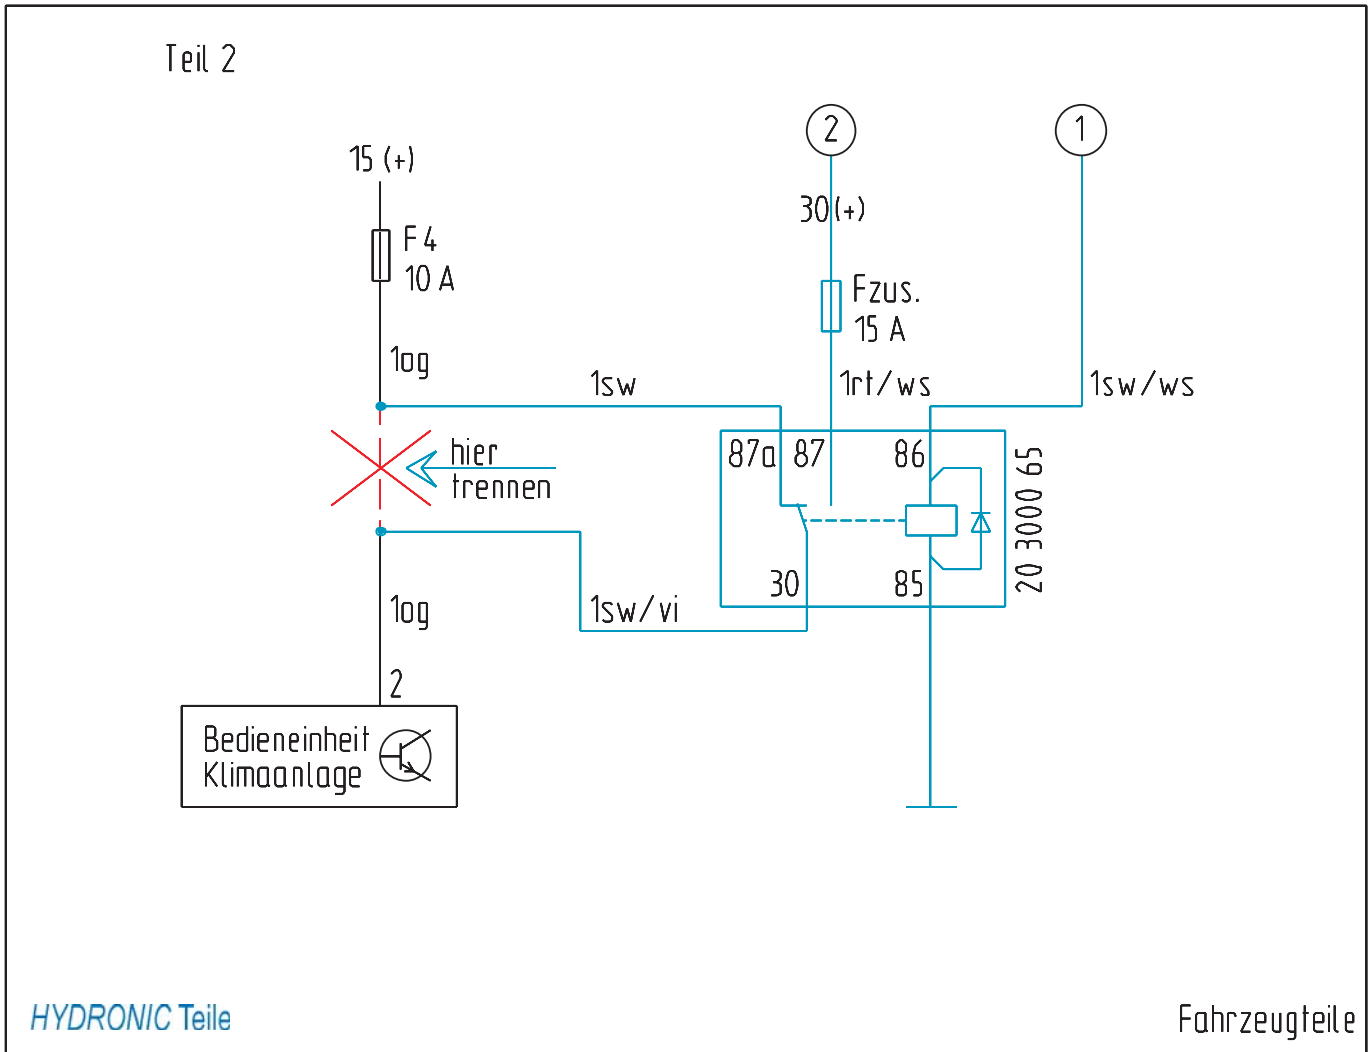 Teil 2
2
1
15 (+)
30(+)
F4
10 A
Fzus.
15 A
1og
1sw
1rt/ws
1sw/ws
87a
87
86
hier
trennen
20 3000 65
30
85
1og
1sw/vi
2
Bedieneinheit
Klimaanlage
HYDRONIC Teile
Fahrzeugteile